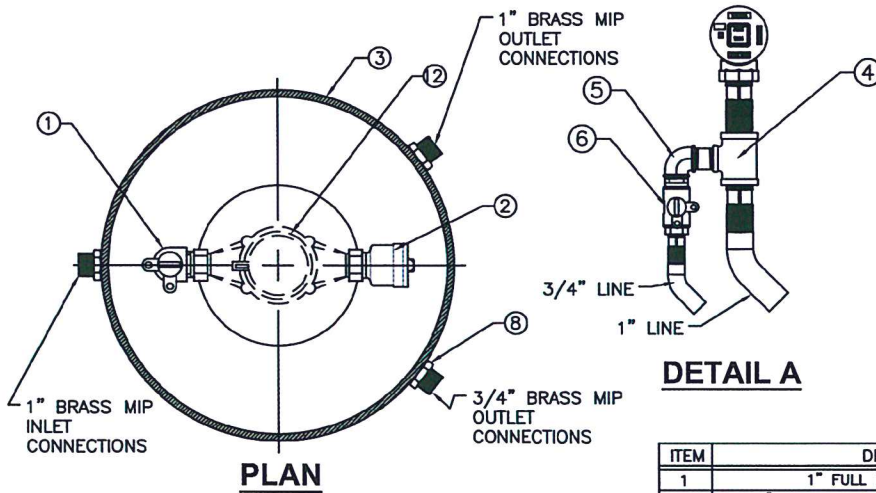 1" BRASS MIP
OUTLET
CONNECTIONS
3
12
1
2
8
1" BRASS MIP
INLET
CONNECTIONS
3/4" BRASS MIP
OUTLET
CONNECTIONS
PLAN
4
5
6
3/4" LINE
1" LINE
DETAIL A
ITEM
1 1" FULL